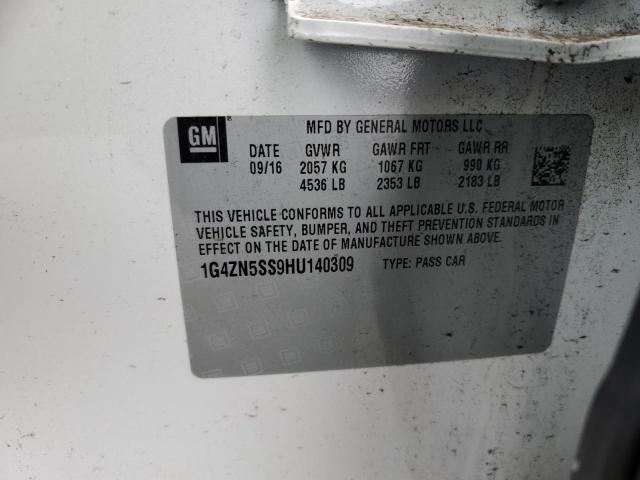 GM® MFD BY GENERAL MOTORS LLC
DATE GVWR GAWR FRT GAWR RR
09/16 2057 KG 1067 KG 990 KG
4536 LB 2353 LB 2183 LB
THIS VEHICLE CONFORMS TO ALL APPLICABLE U.S. FEDERAL MOTOR
VEHICLE SAFETY, BUMPER, AND THEFT PREVENTION STANDARDS IN
EFFECT ON THE DATE OF MANUFACTURE SHOWN ABOVE.
1G4ZN5SS9HU140309 TYPE: PASS CAR